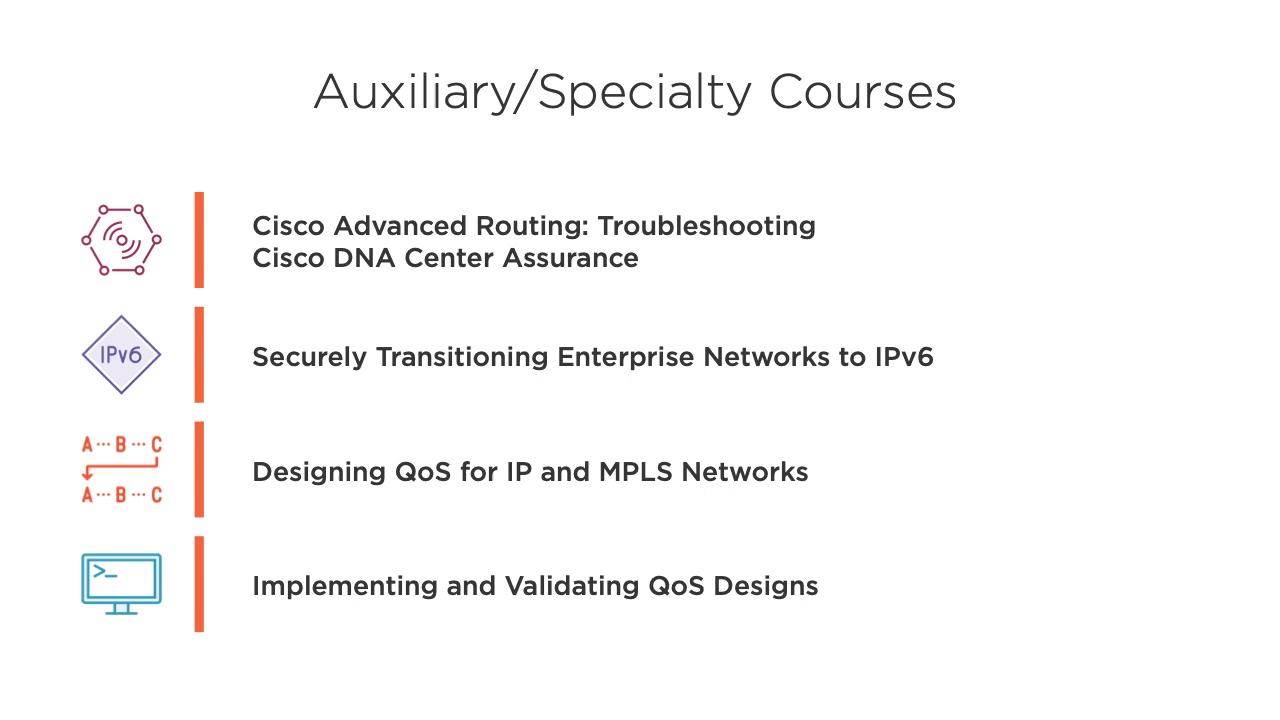 Auxiliary/Specialty Courses
Cisco Advanced Routing: Troubleshooting
Cisco DNA Center Assurance
IPv6
Securely Transitioning Enterprise Networks to IPv6
A ··· B ··· C
A ··· B ··· C
Designing QoS for IP and MPLS Networks
>_
Implementing and Validating QoS Designs